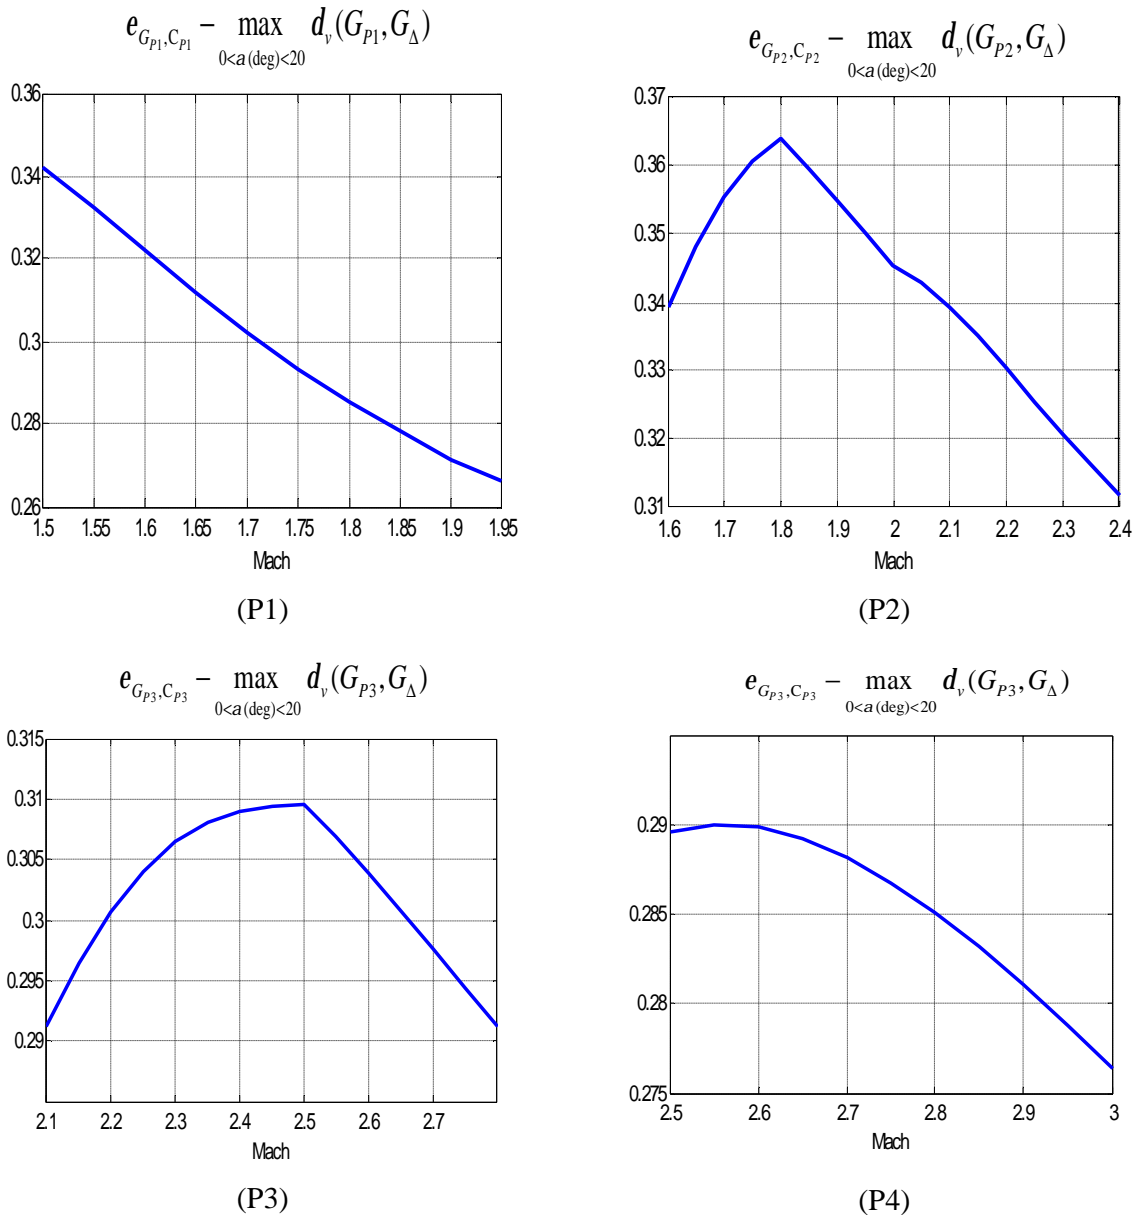 e_{G_{P1},C_{P1}} − max_{0<a(deg)<20} d_v(G_{P1}, G_Δ)
0.36
0.34
0.32
0.3
0.28
0.26
1.5 1.55 1.6 1.65 1.7 1.75 1.8 1.85 1.9 1.95
Mach
(P1)
e_{G_{P2},C_{P2}} − max_{0<a(deg)<20} d_v(G_{P2}, G_Δ)
0.37
0.36
0.35
0.34
0.33
0.32
0.31
1.6 1.7 1.8 1.9 2 2.1 2.2 2.3 2.4
Mach
(P2)
e_{G_{P3},C_{P3}} − max_{0<a(deg)<20} d_v(G_{P3}, G_Δ)
0.315
0.31
0.305
0.3
0.295
0.29
2.1 2.2 2.3 2.4 2.5 2.6 2.7
Mach
(P3)
e_{G_{P3},C_{P3}} − max_{0<a(deg)<20} d_v(G_{P3}, G_Δ)
0.29
0.285
0.28
0.275
2.5 2.6 2.7 2.8 2.9 3
Mach
(P4)